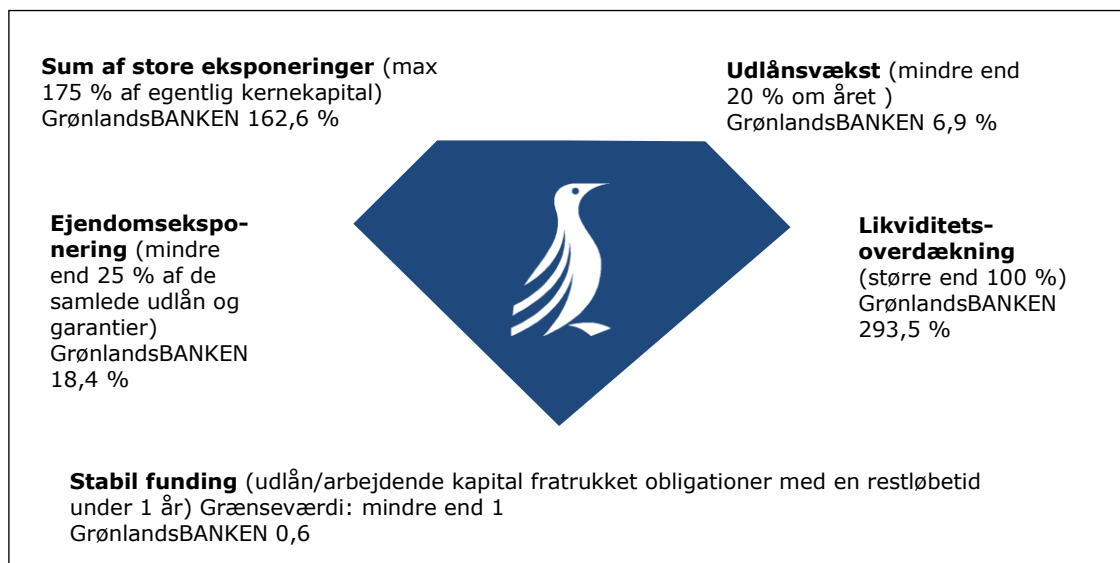 Sum af store eksponeringer (max
175 % af egentlig kernekapital)
GrønlandsBANKEN 162,6 %
Udlånsvækst (mindre end
20 % om året )
GrønlandsBANKEN 6,9 %
Ejendomsekspo-
nering (mindre
end 25 % af de
samlede udlån og
garantier)
GrønlandsBANKEN
18,4 %
Likviditets-
overdækning
(større end 100 %)
GrønlandsBANKEN
293,5 %
Stabil funding (udlån/arbejdende kapital fratrukket obligationer med en restløbetid
under 1 år) Grænseværdi: mindre end 1
GrønlandsBANKEN 0,6